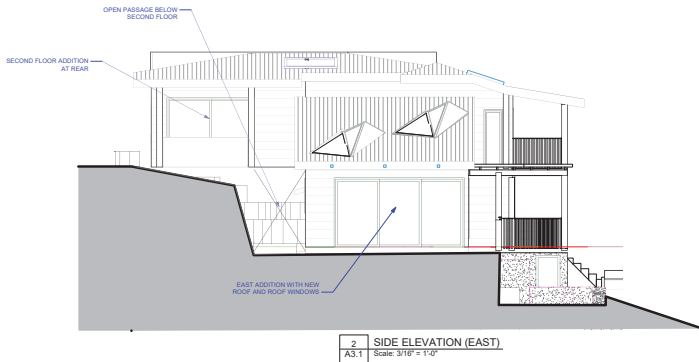 OPEN PASSAGE BELOW
SECOND FLOOR
SECOND FLOOR ADDITION
AT REAR
EAST ADDITION WITH NEW
ROOF AND ROOF WINDOWS
2 SIDE ELEVATION (EAST)
A3.1 Scale: 3/16" = 1'-0"